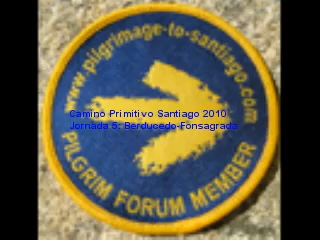 www.pilgrimage-to-santiago.com
Camino Primitivo Santiago 2010
Jornada 5: Berducedo-Fonsagrada
PILGRIM FORUM MEMBER